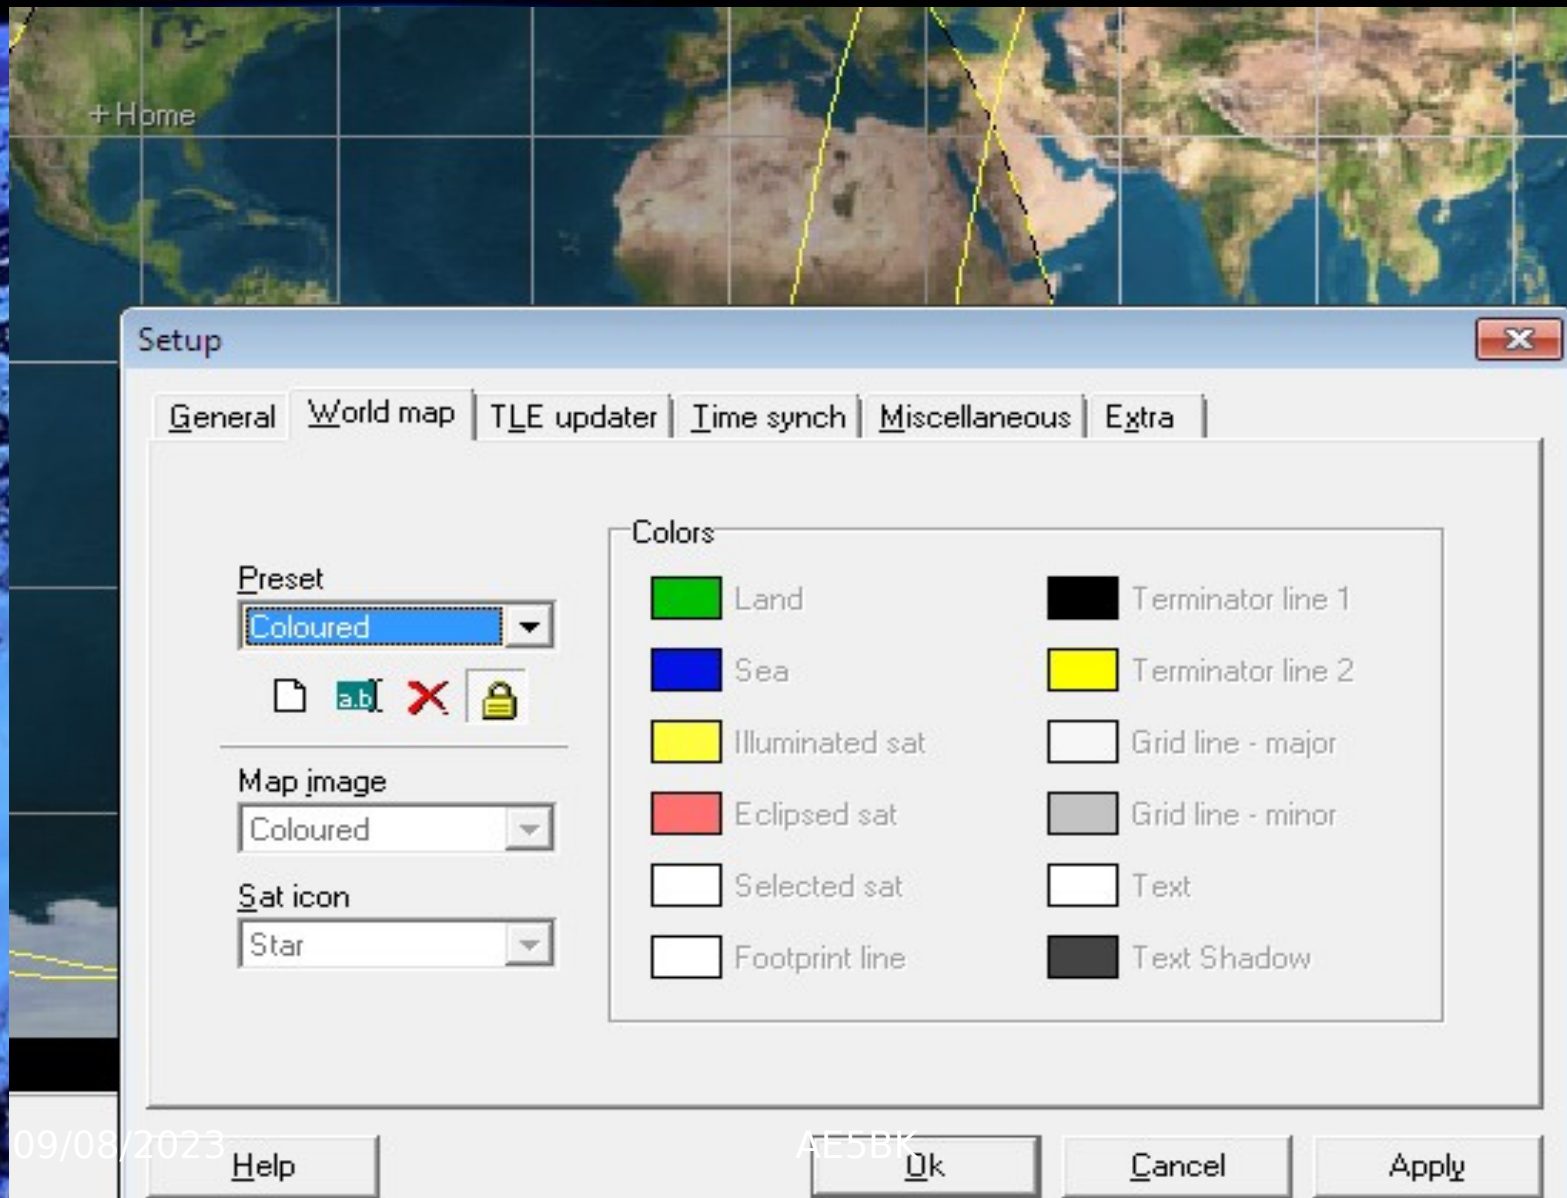 + Home
Setup
General World map TLE updater Time synch Miscellaneous Extra
Colors
Preset
Coloured
a.b
Map image
Coloured
Sat icon
Star
Land
Sea
Illuminated sat
Eclipsed sat
Selected sat
Footprint line
Terminator line 1
Terminator line 2
Grid line - major
Grid line - minor
Text
Text Shadow
09/08/2023
AE5BK
Help Ok Cancel Apply